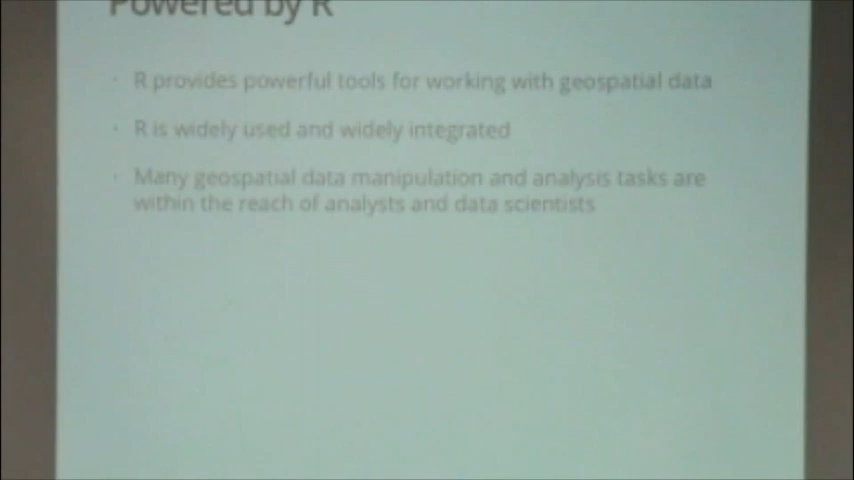 Powered by R
· R provides powerful tools for working with geospatial data
· R is widely used and widely integrated
· Many geospatial data manipulation and analysis tasks are
within the reach of analysts and data scientists